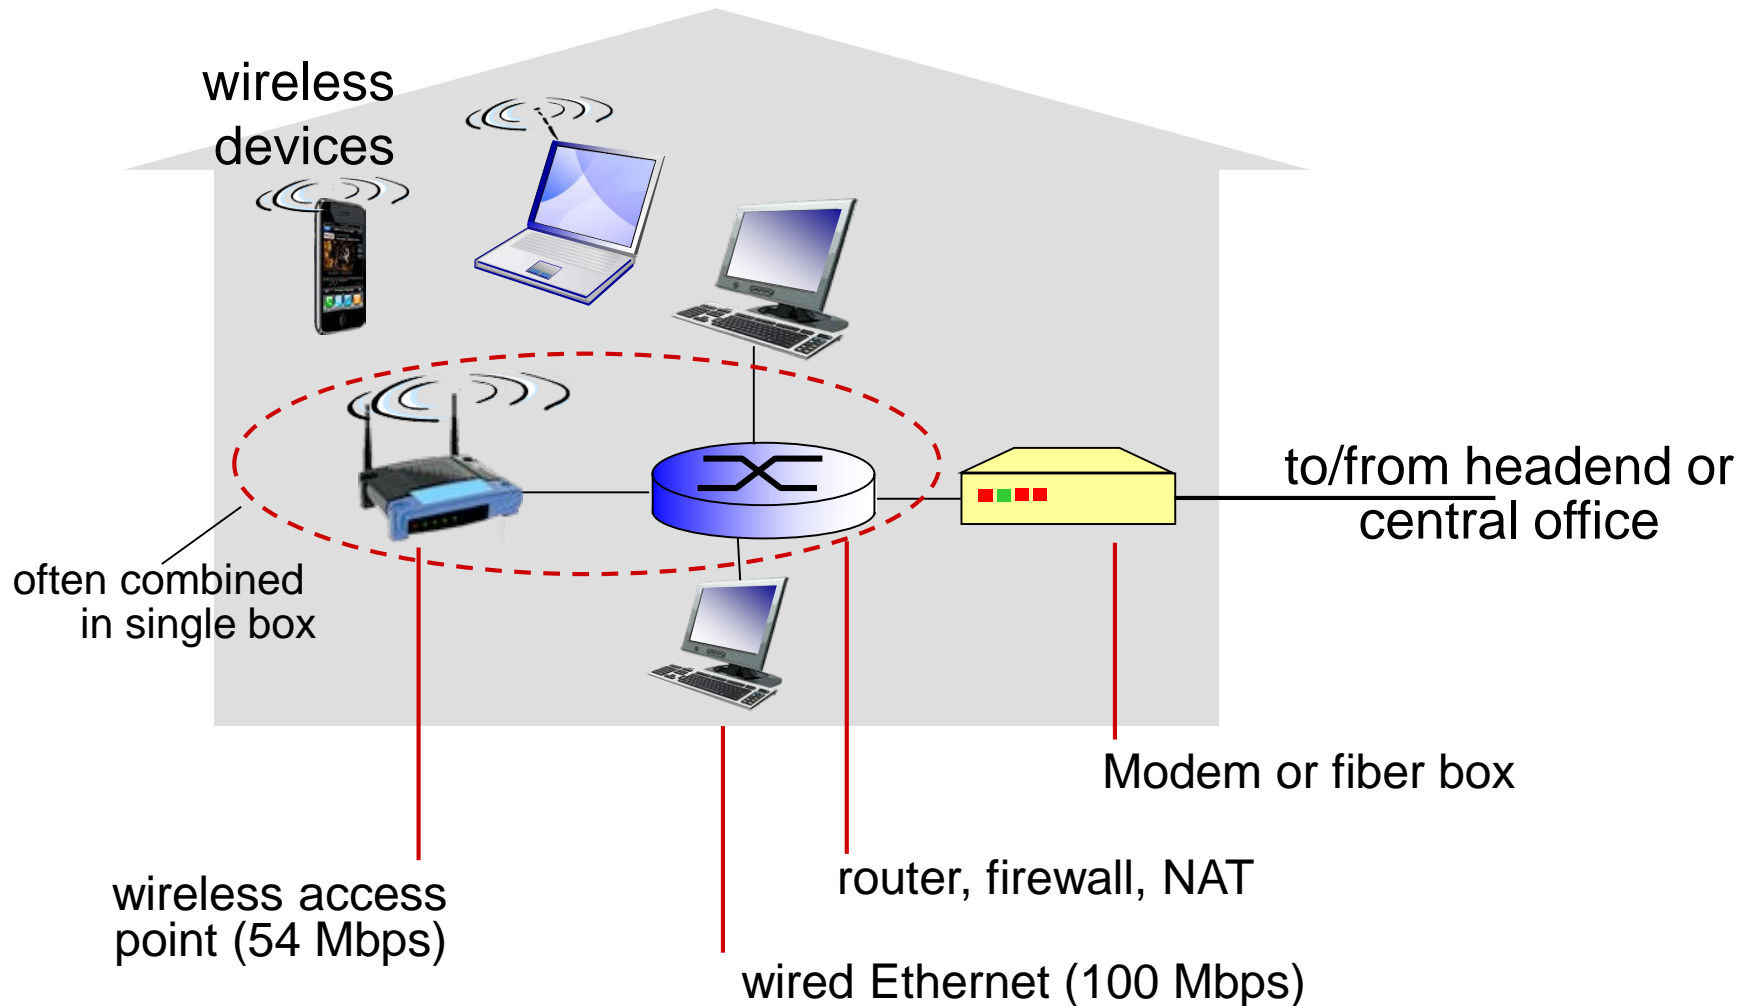 wireless
devices
to/from headend or
central office
often combined
in single box
Modem or fiber box
router, firewall, NAT
wireless access
point (54 Mbps)
wired Ethernet (100 Mbps)